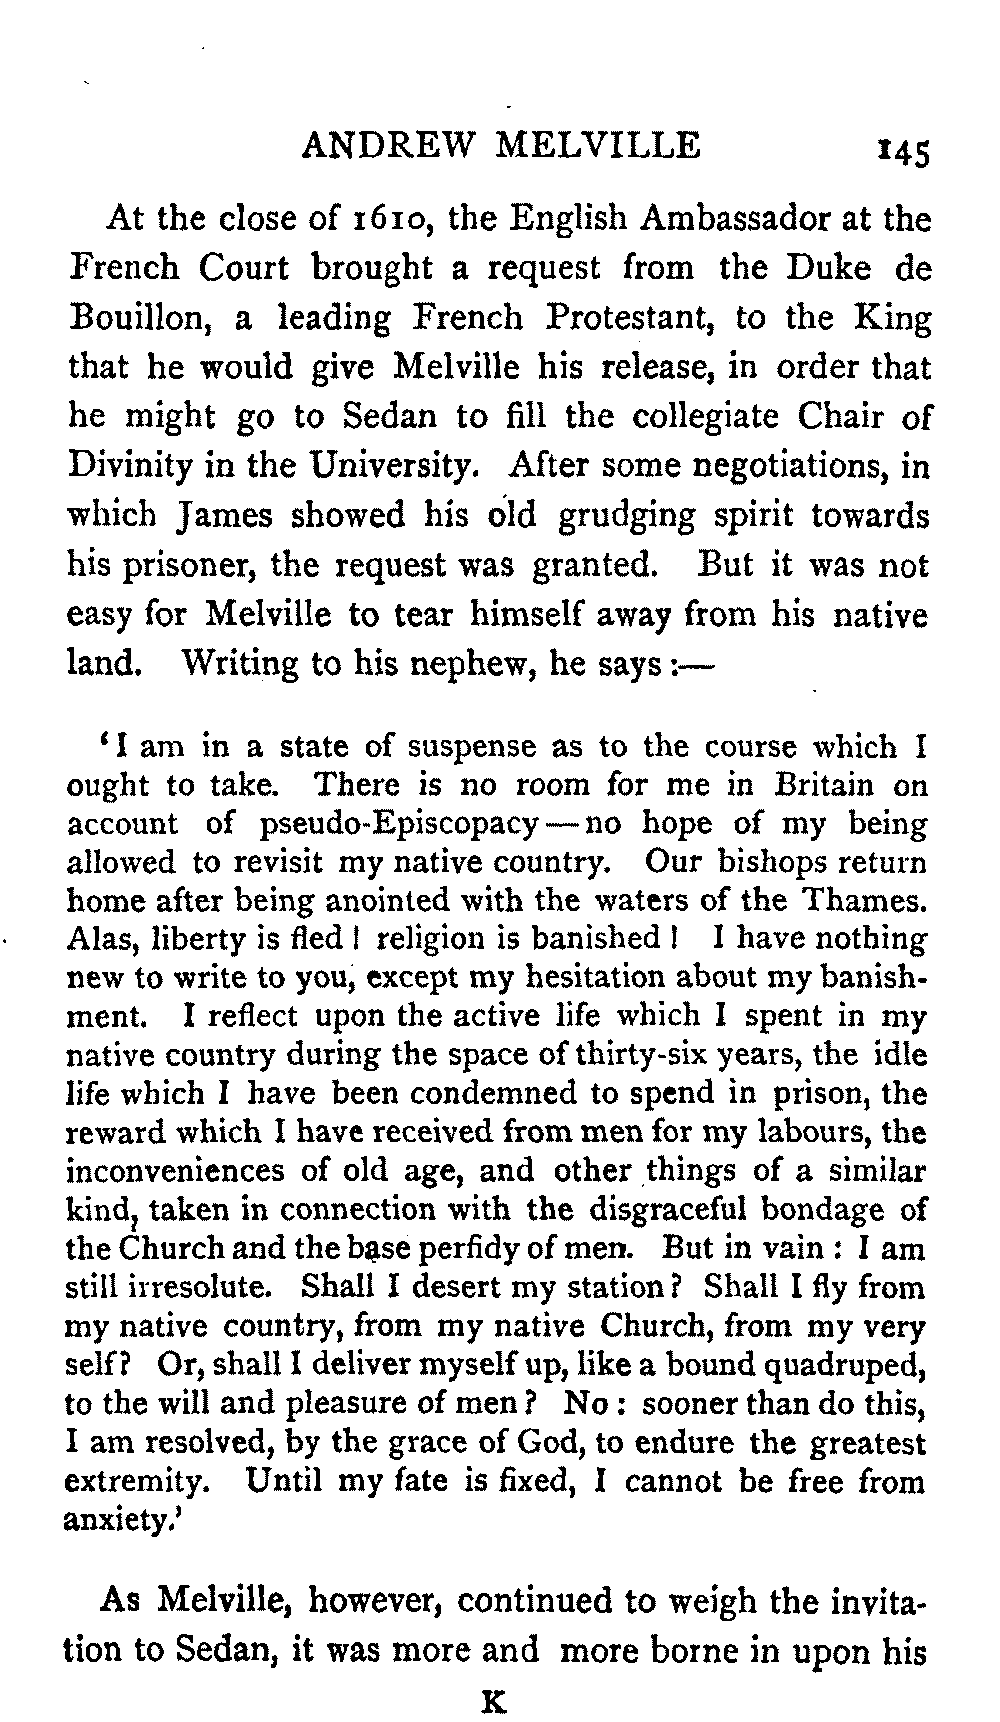 ANDREW MELVILLE 145
At the close of 1610, the English Ambassador at the
French Court brought a request from the Duke de
Bouillon, a leading French Protestant, to the King
that he would give Melville his release, in order that
he might go to Sedan to fill the collegiate Chair of
Divinity in the University. After some negotiations, in
which James showed his old grudging spirit towards
his prisoner, the request was granted. But it was not
easy for Melville to tear himself away from his native
land. Writing to his nephew, he says:—
‘I am in a state of suspense as to the course which I
ought to take. There is no room for me in Britain on
account of pseudo-Episcopacy—no hope of my being
allowed to revisit my native country. Our bishops return
home after being anointed with the waters of the Thames.
Alas, liberty is fled! religion is banished! I have nothing
new to write to you, except my hesitation about my banish-
ment. I reflect upon the active life which I spent in my
native country during the space of thirty-six years, the idle
life which I have been condemned to spend in prison, the
reward which I have received from men for my labours, the
inconveniences of old age, and other things of a similar
kind, taken in connection with the disgraceful bondage of
the Church and the base perfidy of men. But in vain: I am
still irresolute. Shall I desert my station? Shall I fly from
my native country, from my native Church, from my very
self? Or, shall I deliver myself up, like a bound quadruped,
to the will and pleasure of men? No: sooner than do this,
I am resolved, by the grace of God, to endure the greatest
extremity. Until my fate is fixed, I cannot be free from
anxiety.’
As Melville, however, continued to weigh the invita-
tion to Sedan, it was more and more borne in upon his
K